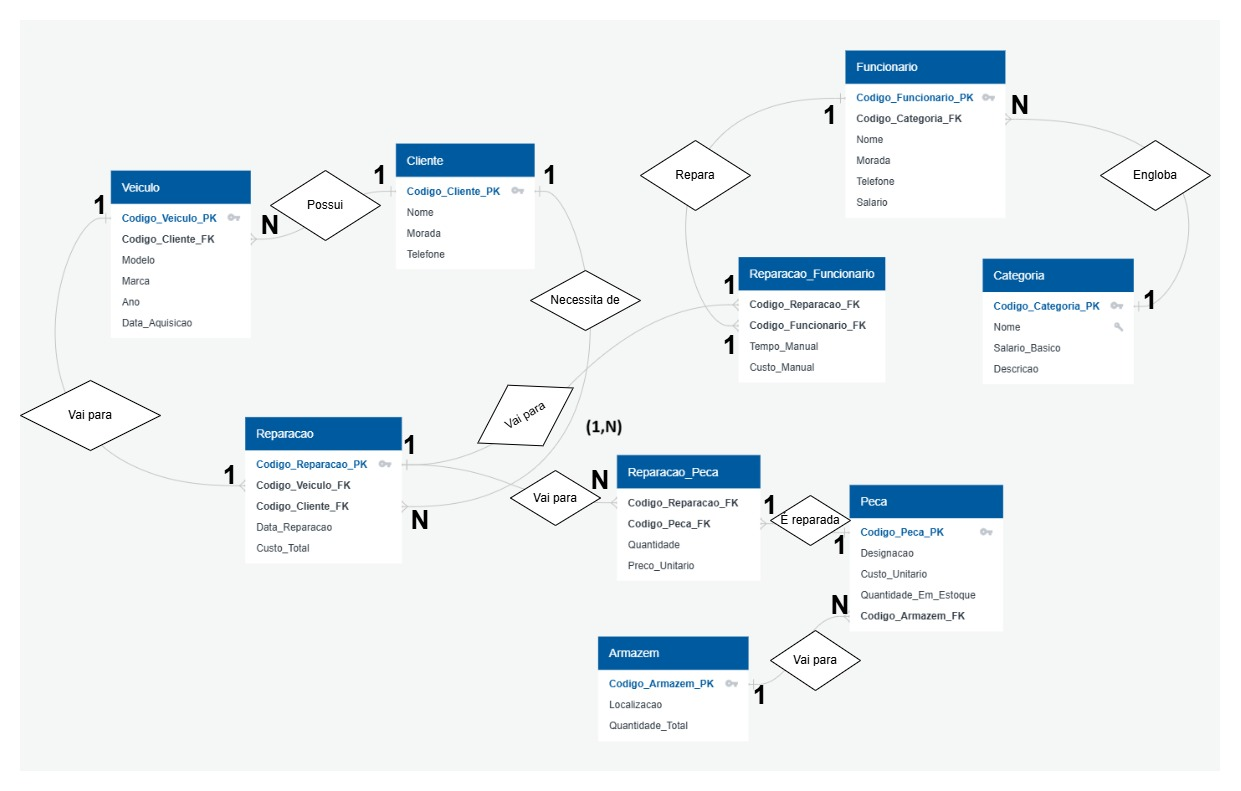 Funcionario
Codigo_Funcionario_PK
Codigo_Categoria_FK
Nome
Morada
Telefone
Salario
1
N
Repara
Engloba
Cliente
Codigo_Cliente_PK
Nome
Morada
Telefone
1
1
Veiculo
Codigo_Veiculo_PK
Codigo_Cliente_FK
Modelo
Marca
Ano
Data_Aquisicao
1
N
Possui
Necessita de
Reparacao_Funcionario
Codigo_Reparacao_FK
Codigo_Funcionario_FK
Tempo_Manual
Custo_Manual
1
1
Categoria
Codigo_Categoria_PK
Nome
Salario_Basico
Descricao
1
Vai para
Vai para
(1,N)
Reparacao
Codigo_Reparacao_PK
Codigo_Veiculo_FK
Codigo_Cliente_FK
Data_Reparacao
Custo_Total
1
1
N
Vai para
N
Reparacao_Peca
Codigo_Reparacao_FK
Codigo_Peca_FK
Quantidade
Preco_Unitario
1
É reparada
1
Peca
Codigo_Peca_PK
Designacao
Custo_Unitario
Quantidade_Em_Estoque
Codigo_Armazem_FK
N
Vai para
1
Armazem
Codigo_Armazem_PK
Localizacao
Quantidade_Total